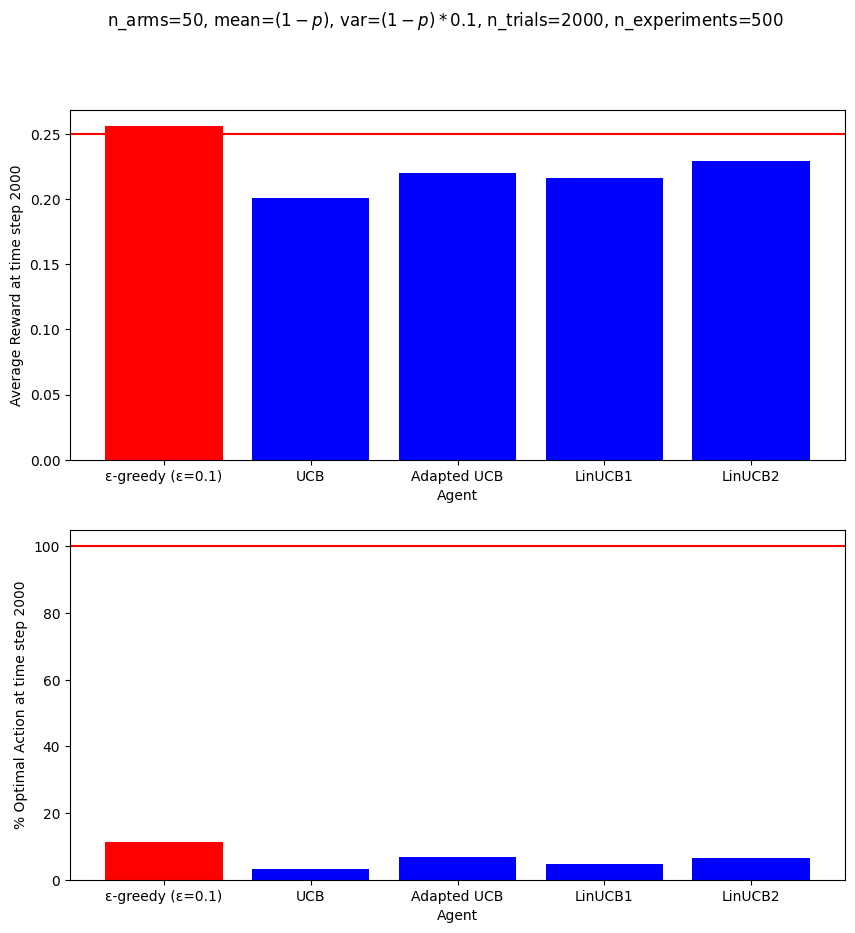 n_arms=50, mean=(1 − p), var=(1 − p) * 0.1, n_trials=2000, n_experiments=500
Average Reward at time step 2000
0.25
0.20
0.15
0.10
0.05
0.00
ε-greedy (ε=0.1) UCB Adapted UCB LinUCB1 LinUCB2
Agent
% Optimal Action at time step 2000
100
80
60
40
20
0
ε-greedy (ε=0.1) UCB Adapted UCB LinUCB1 LinUCB2
Agent